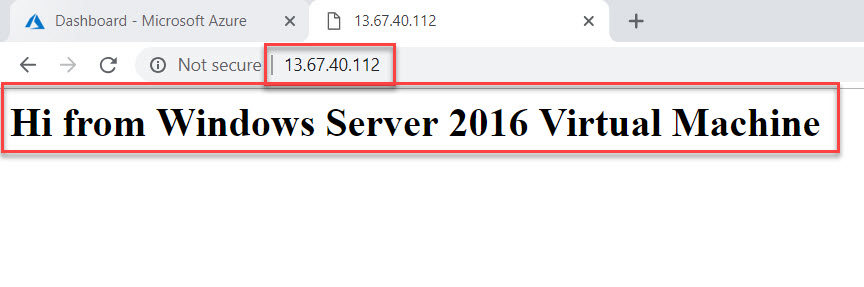 Dashboard - Microsoft Azure
13.67.40.112
Not secure | 13.67.40.112
Hi from Windows Server 2016 Virtual Machine